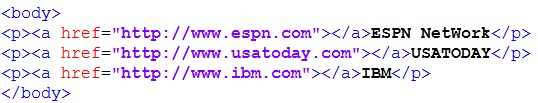 <body>
<p><a href="http://www.espn.com"></a>ESPN NetWork</p>
<p><a href="http://www.usatoday.com"></a>USATODAY</p>
<p><a href="http://www.ibm.com"></a>IBM</p>
</body>